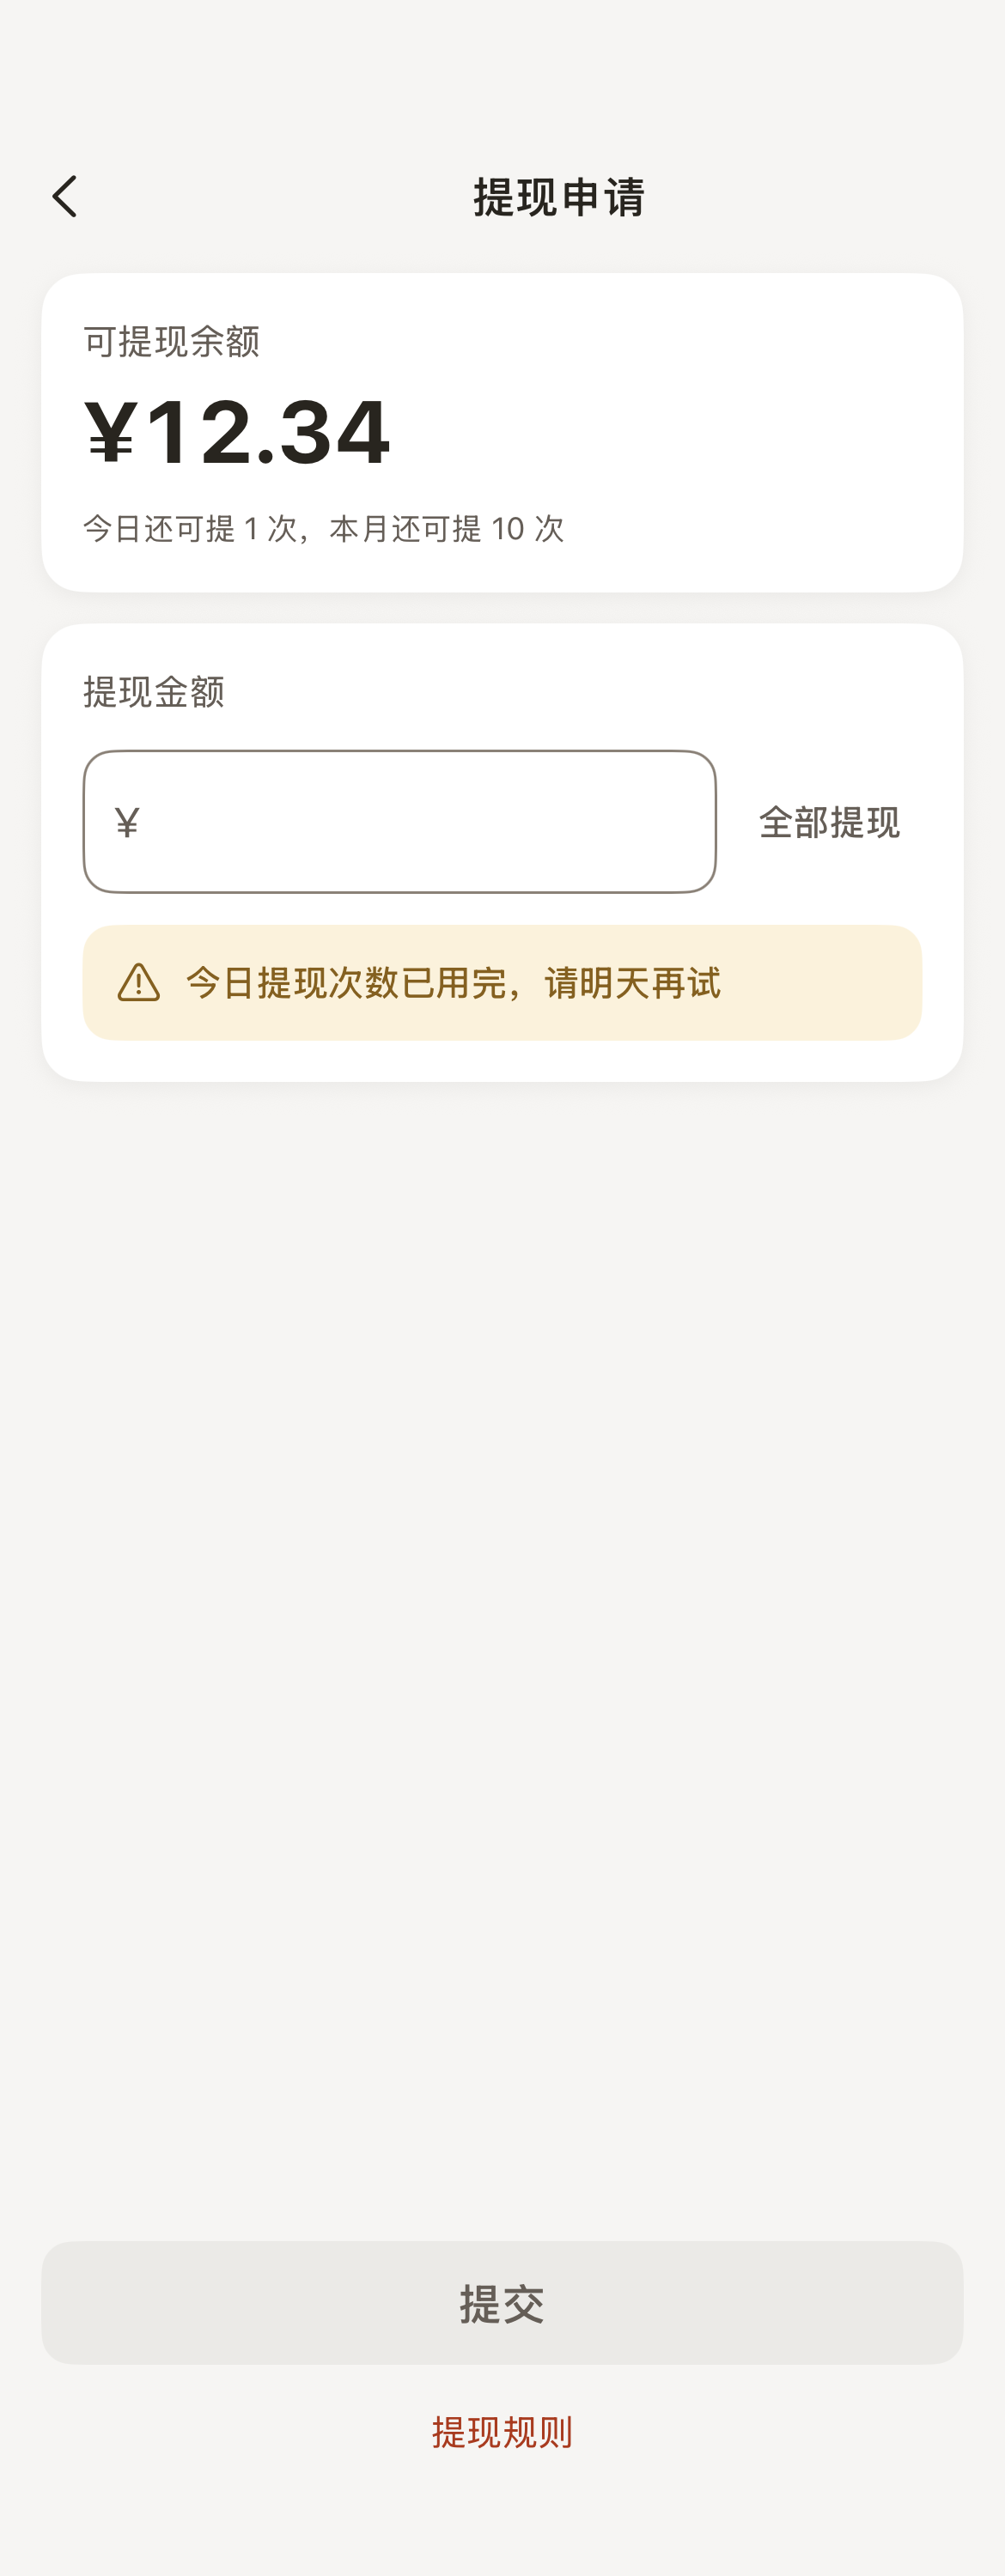 提现申请
可提现余额
¥12.34
今日还可提 1 次，本月还可提 10 次
提现金额
¥
全部提现
今日提现次数已用完，请明天再试
提交
提现规则